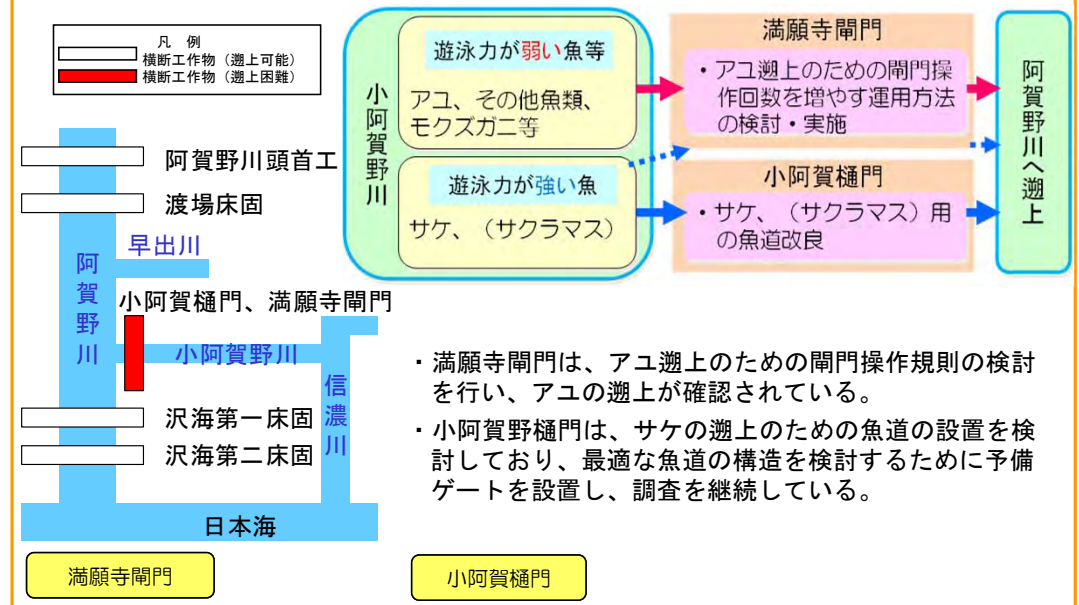 凡 例
横断工作物（遡上可能）
横断工作物（遡上困難）
阿賀野川頭首工
渡場床固
早出川
阿賀野川
小阿賀樋門、満願寺閘門
小阿賀野川
信濃川
沢海第一床固
沢海第二床固
日本海
小阿賀野川
遊泳力が弱い魚等
アユ、その他魚類、
モクズガニ等
遊泳力が強い魚
サケ、（サクラマス）
満願寺閘門
・アユ遡上のための閘門操
作回数を増やす運用方法
の検討・実施
小阿賀樋門
・サケ、（サクラマス）用
の魚道改良
阿賀野川へ遡上
・満願寺閘門は、アユ遡上のための閘門操作規則の検討
を行い、アユの遡上が確認されている。
・小阿賀野樋門は、サケの遡上のための魚道の設置を検
討しており、最適な魚道の構造を検討するために予備
ゲートを設置し、調査を継続している。
満願寺閘門
小阿賀樋門